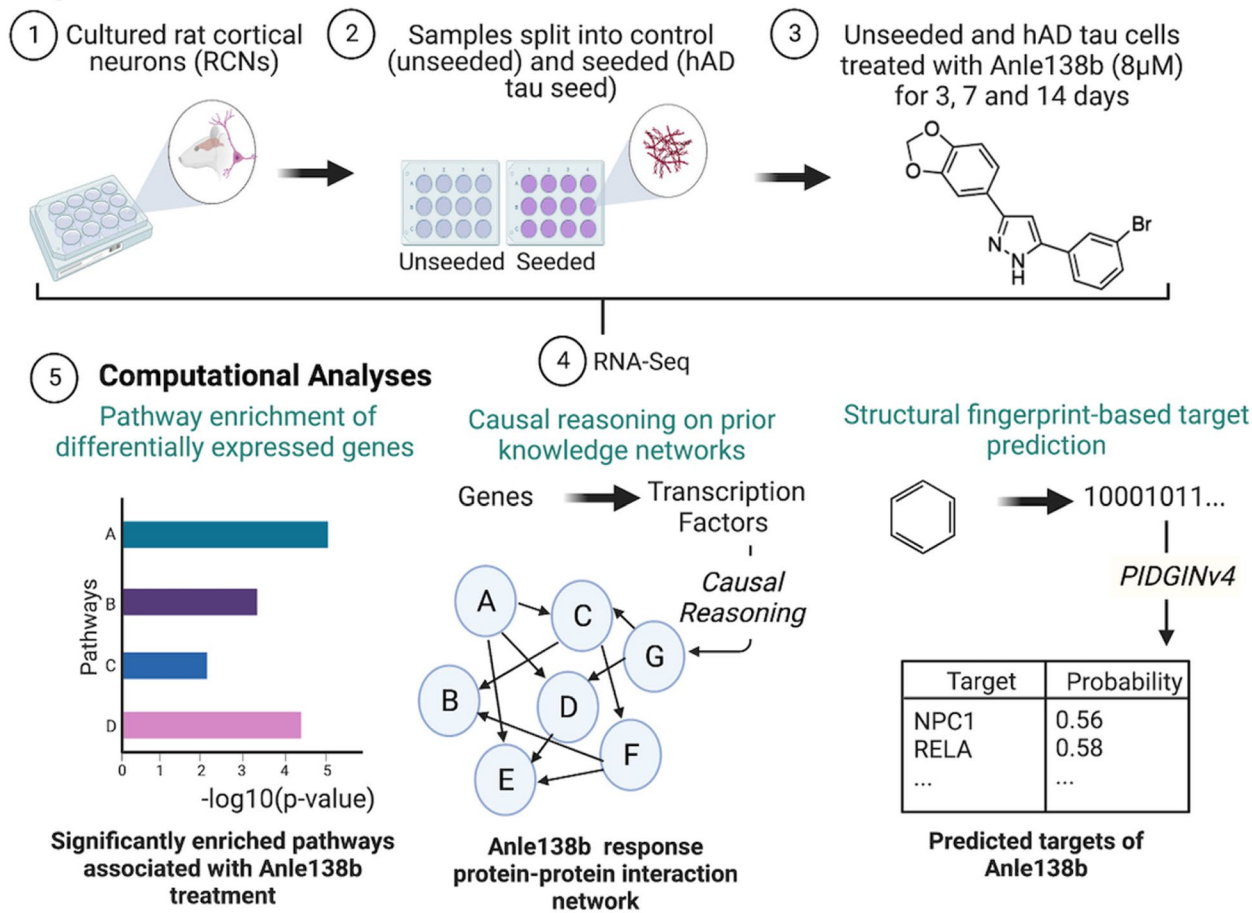 1
Cultured rat cortical
neurons (RCNs)
2
Samples split into control
(unseeded) and seeded (hAD
tau seed)
1 2 3 4
A
B
C
Unseeded
1 2 3 4
A
B
C
Seeded
3
Unseeded and hAD tau cells
treated with Anle138b (8µM)
for 3, 7 and 14 days
O
O
N
N
H
Br
4
RNA-Seq
5
Computational Analyses
Pathway enrichment of
differentially expressed genes
Pathways
A
B
C
D
0 1 2 3 4 5
-log10(p-value)
Significantly enriched pathways
associated with Anle138b
treatment
Causal reasoning on prior
knowledge networks
Genes
Transcription
Factors
Causal
Reasoning
A
C
G
B
D
F
E
Anle138b response
protein-protein interaction
network
Structural fingerprint-based target
prediction
10001011...
PIDGINv4
Target Probability
NPC1 0.56
RELA 0.58
... ...
Predicted targets of
Anle138b